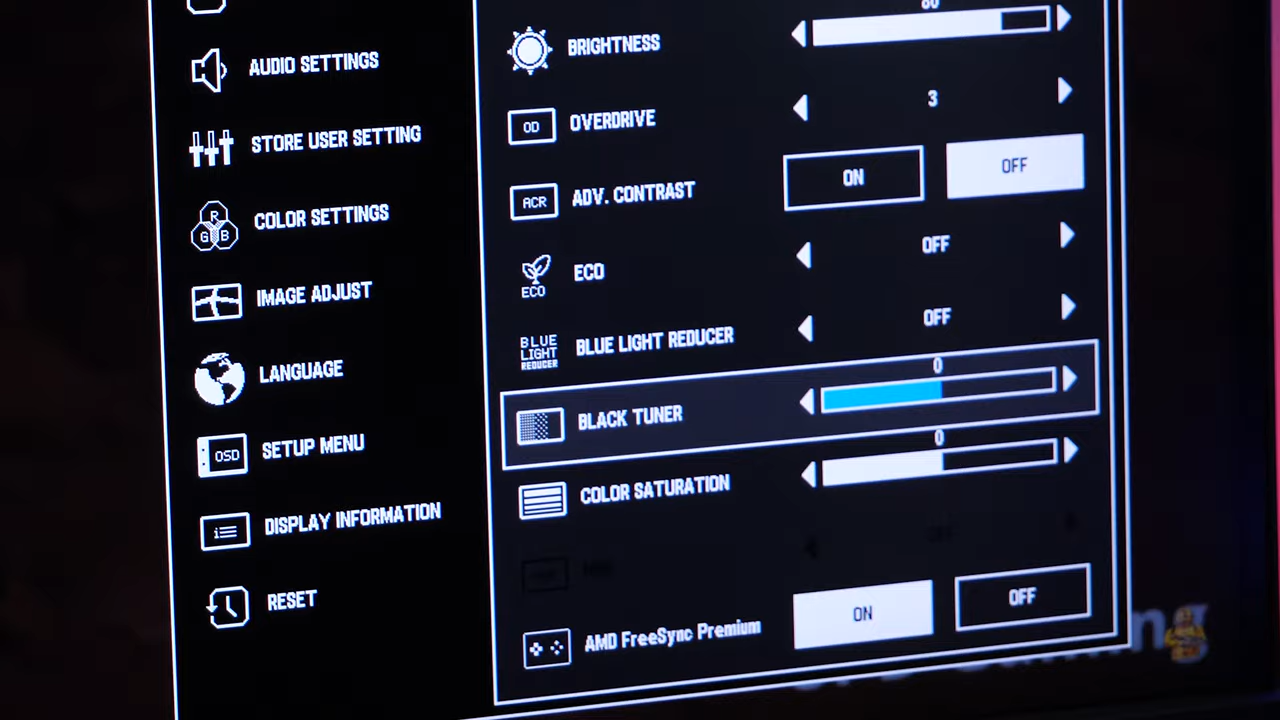 AUDIO SETTINGS
STORE USER SETTING
R
G B
COLOR SETTINGS
IMAGE ADJUST
LANGUAGE
OSD
SETUP MENU
DISPLAY INFORMATION
RESET
80
BRIGHTNESS
OD
OVERDRIVE
3
ACR
ADV. CONTRAST
ON
OFF
ECO
ECO
OFF
BLUE
LIGHT
REDUCER
BLUE LIGHT REDUCER
OFF
BLACK TUNER
0
COLOR SATURATION
0
OFF
AMD FreeSync Premium
ON
OFF